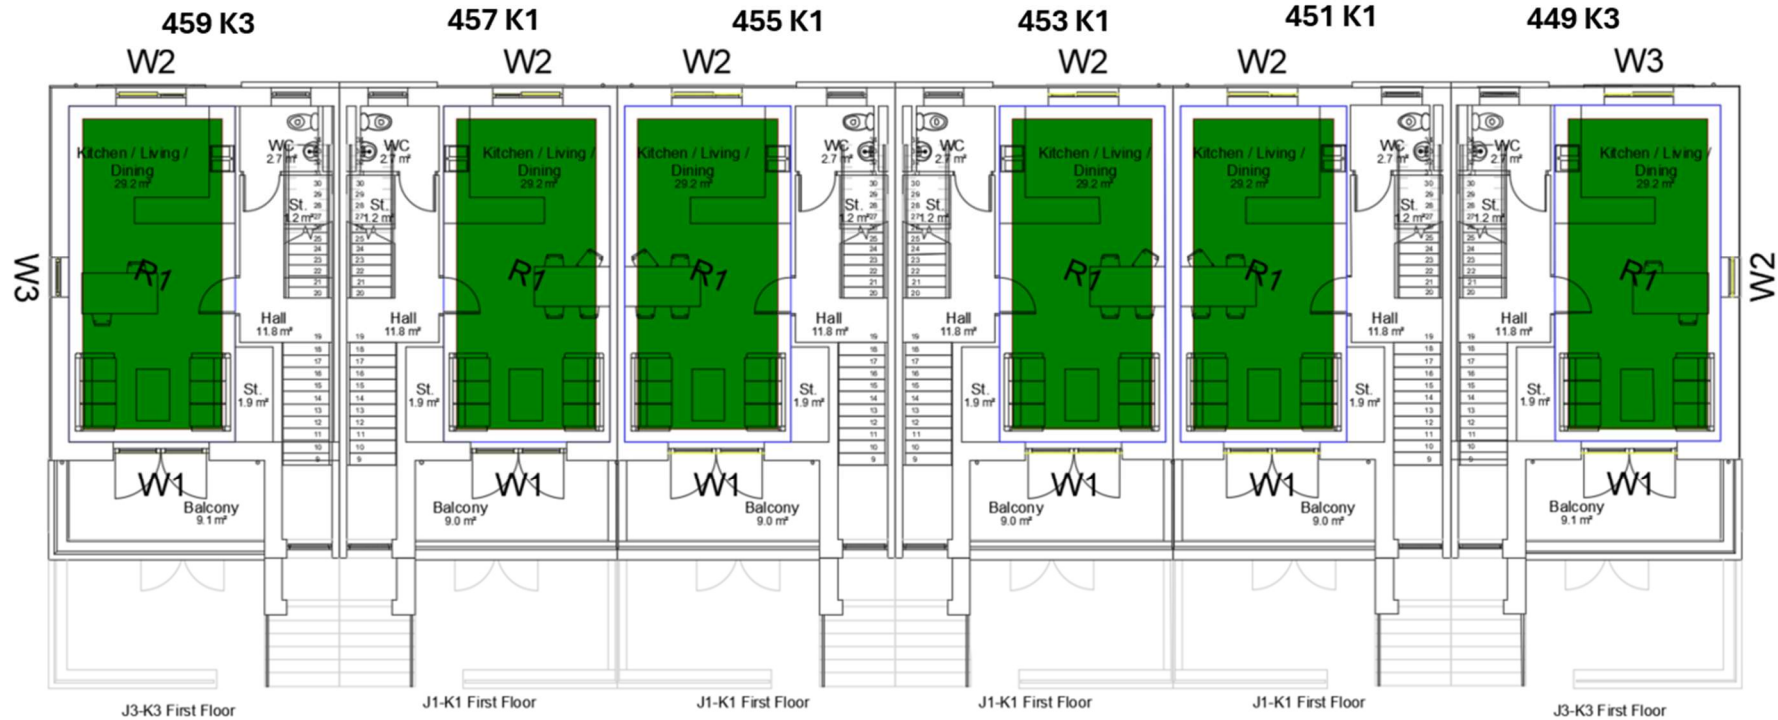 459 K3
457 K1
455 K1
453 K1
451 K1
449 K3
W2
W2
W2
W2
W2
W3
Kitchen / Living /
Dining
29.2 m²
WC
2.7 m²
WC
2.7 m²
Kitchen / Living /
Dining
29.2 m²
Kitchen / Living /
Dining
29.2 m²
WC
2.7 m²
WC
2.7 m²
Kitchen / Living /
Dining
29.2 m²
Kitchen / Living /
Dining
29.2 m²
WC
2.7 m²
WC
2.7 m²
Kitchen / Living /
Dining
29.2 m²
St.
1.2 m²
St.
1.2 m²
St.
1.2 m²
St.
1.2 m²
St.
1.2 m²
St.
1.2 m²
W3
R1
R1
R1
R1
R1
R1
W2
Hall
11.8 m²
Hall
11.8 m²
Hall
11.8 m²
Hall
11.8 m²
Hall
11.8 m²
Hall
11.8 m²
St.
1.9 m²
St.
1.9 m²
St.
1.9 m²
St.
1.9 m²
St.
1.9 m²
St.
1.9 m²
W1
W1
W1
W1
W1
W1
Balcony
9.1 m²
Balcony
9.0 m²
Balcony
9.0 m²
Balcony
9.0 m²
Balcony
9.0 m²
Balcony
9.1 m²
J3-K3 First Floor
J1-K1 First Floor
J1-K1 First Floor
J1-K1 First Floor
J1-K1 First Floor
J3-K3 First Floor